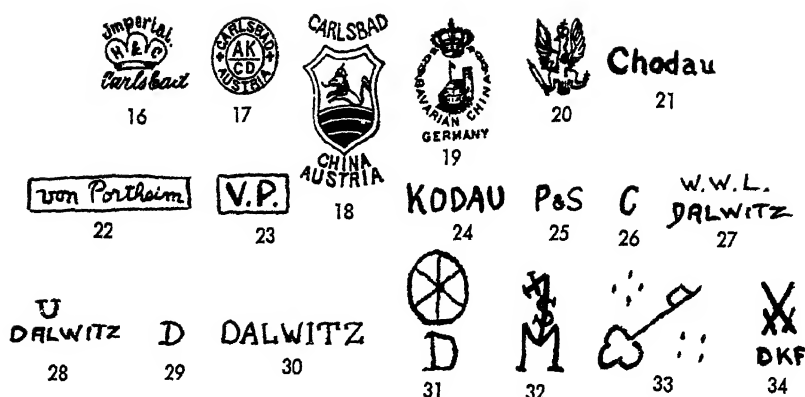 Imperial
H & C
Carlsbad
16
CARLSBAD
AK
CD
AUSTRIA
17
CARLSBAD
CHINA
AUSTRIA
18
BAVARIAN CHINA
GERMANY
19
20
Chodau
21
von Portheim
22
V.P.
23
KODAU
24
P&S
25
C
26
W.W.L.
DALWITZ
27
U
DALWITZ
28
D
29
DALWITZ
30
D
31
M
32
33
DKF
34